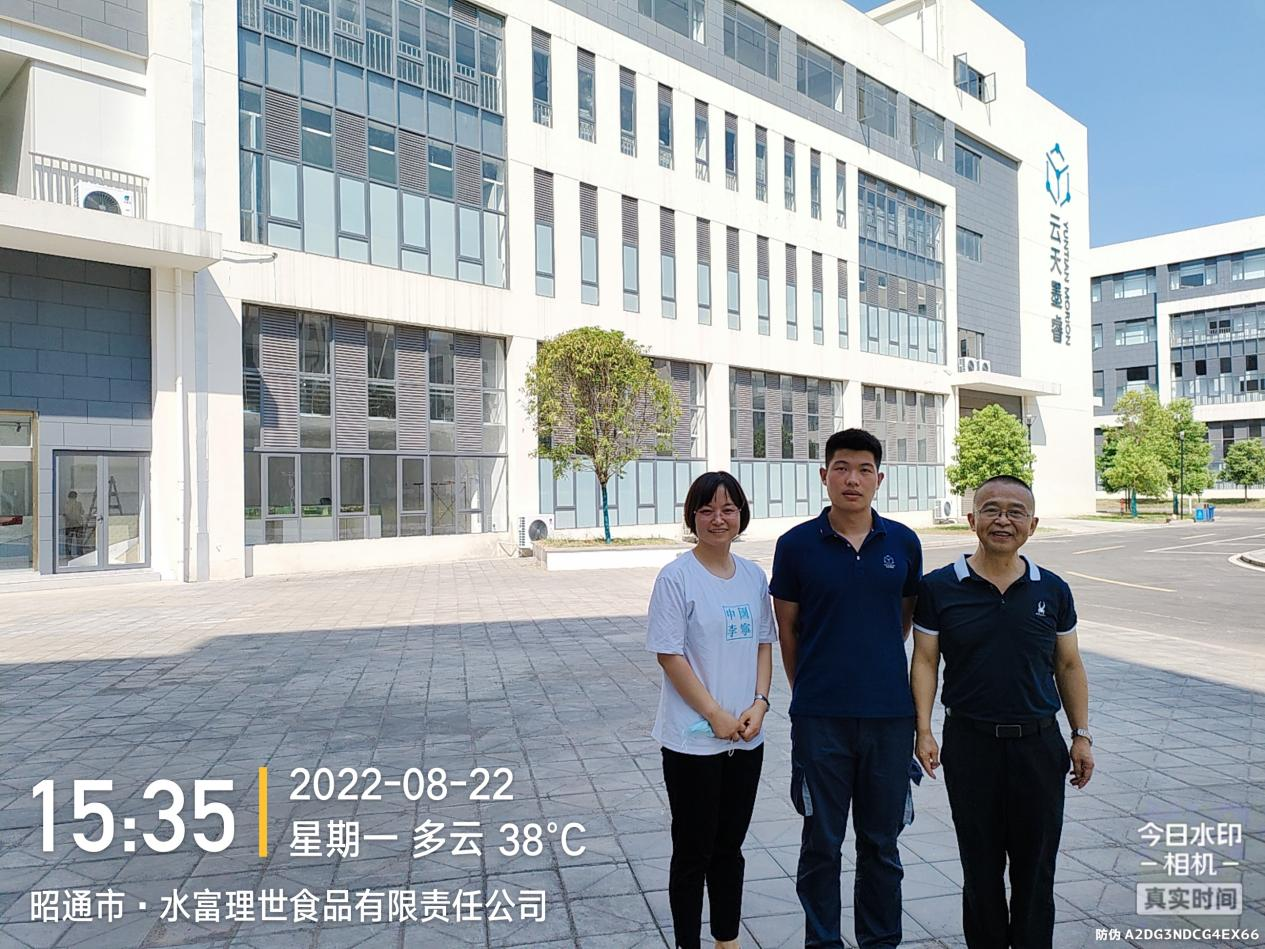 云天墨睿
YUNTIAN MORION
中国
李宁
15:35
2022-08-22
星期一 多云 38°C
昭通市·水富理世食品有限责任公司
今日水印
相机
真实时间
防伪 A2DG3NDCG4EX66